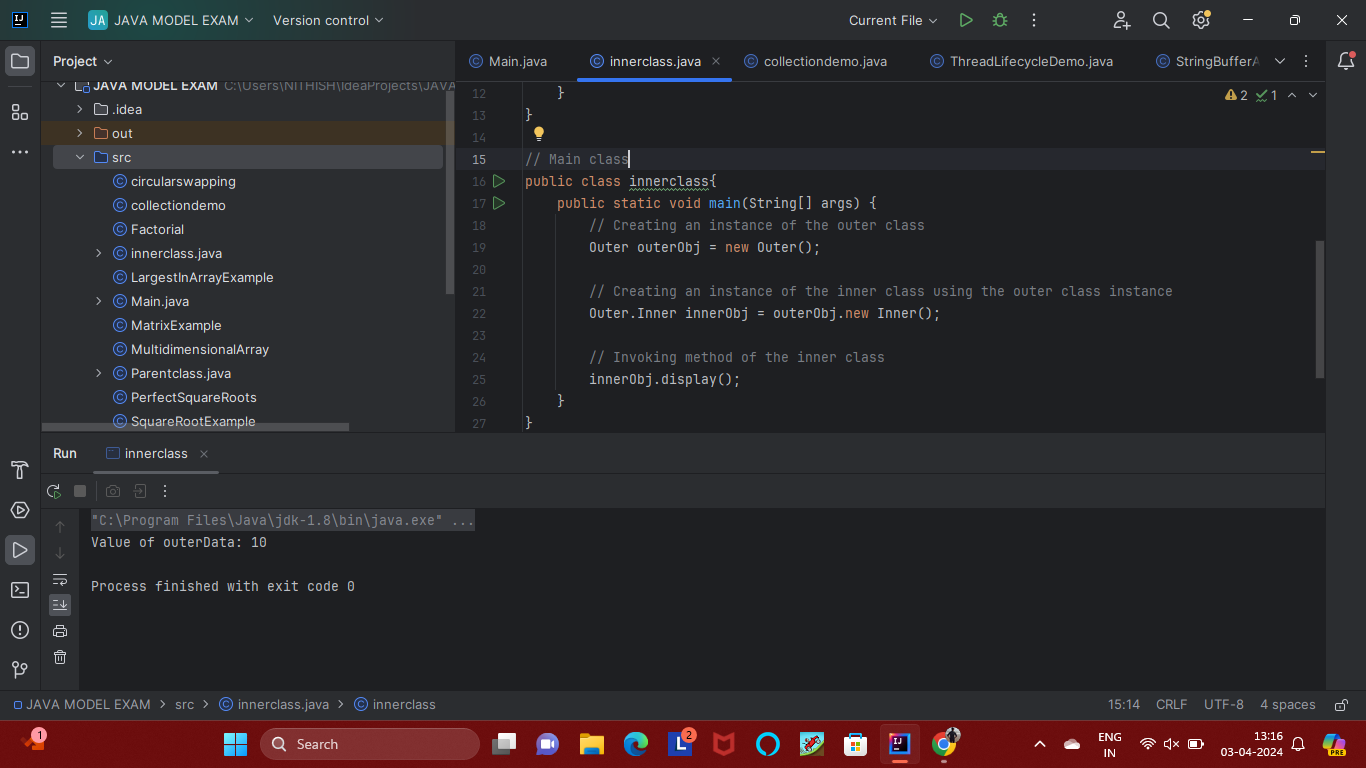 JA JAVA MODEL EXAM Version control Current File
Project
Main.java innerclass.java collectiondemo.java ThreadLifecycleDemo.java StringBufferA
JAVA MODEL EXAM C:\Users\NITHISH\IdeaProjects\JAVA
.idea
out
src
circularswapping
collectiondemo
Factorial
innerclass.java
LargestInArrayExample
Main.java
MatrixExample
MultidimensionalArray
Parentclass.java
PerfectSquareRoots
SquareRootExample
2 1
12 }
13 }
14
15 // Main class
16 public class innerclass{
17 public static void main(String[] args) {
18 // Creating an instance of the outer class
19 Outer outerObj = new Outer();
20
21 // Creating an instance of the inner class using the outer class instance
22 Outer.Inner innerObj = outerObj.new Inner();
23
24 // Invoking method of the inner class
25 innerObj.display();
26 }
27 }
Run innerclass
"C:\Program Files\Java\jdk-1.8\bin\java.exe" ...
Value of outerData: 10
Process finished with exit code 0
JAVA MODEL EXAM > src > innerclass.java > innerclass 15:14 CRLF UTF-8 4 spaces
1 Search L 2 IJ ENG IN 13:16 03-04-2024 PRE